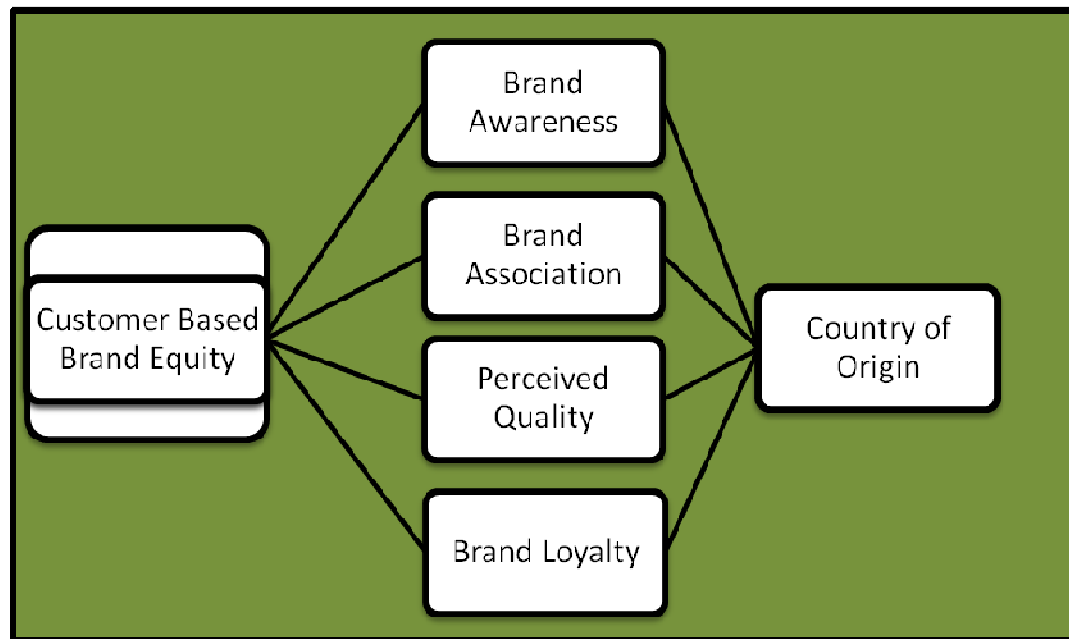 Brand
Awareness
Brand
Association
Customer Based
Brand Equity
Perceived
Quality
Brand Loyalty
Country of
Origin